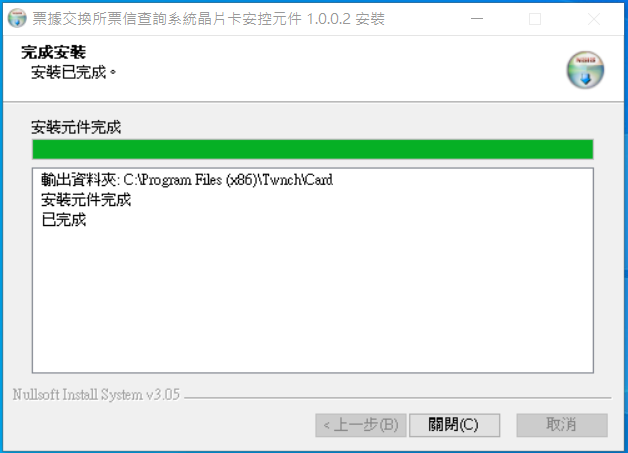 票據交換所票信查詢系統晶片卡安控元件 1.0.0.2 安裝
完成安裝
安裝已完成。
安裝元件完成
輸出資料夾: C:\Program Files (x86)\Twnch\Card
安裝元件完成
已完成
Nullsoft Install System v3.05
< 上一步(B)
關閉(C)
取消